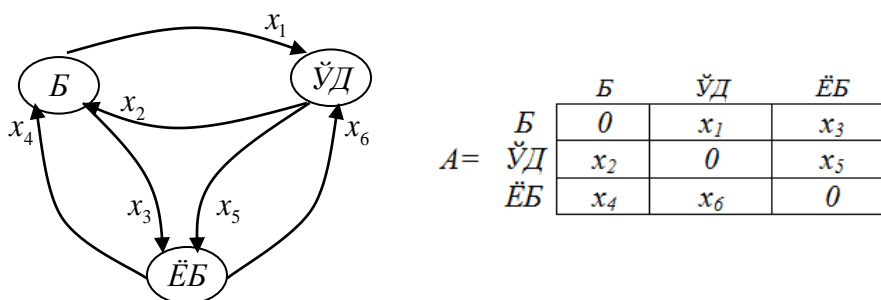 x₁
Б ЎД
x₂
x₄ x₆
x₃ x₅
ЁБ
Б ЎД ЁБ
Б 0 x₁ x₃
A= ЎД x₂ 0 x₅
ЁБ x₄ x₆ 0